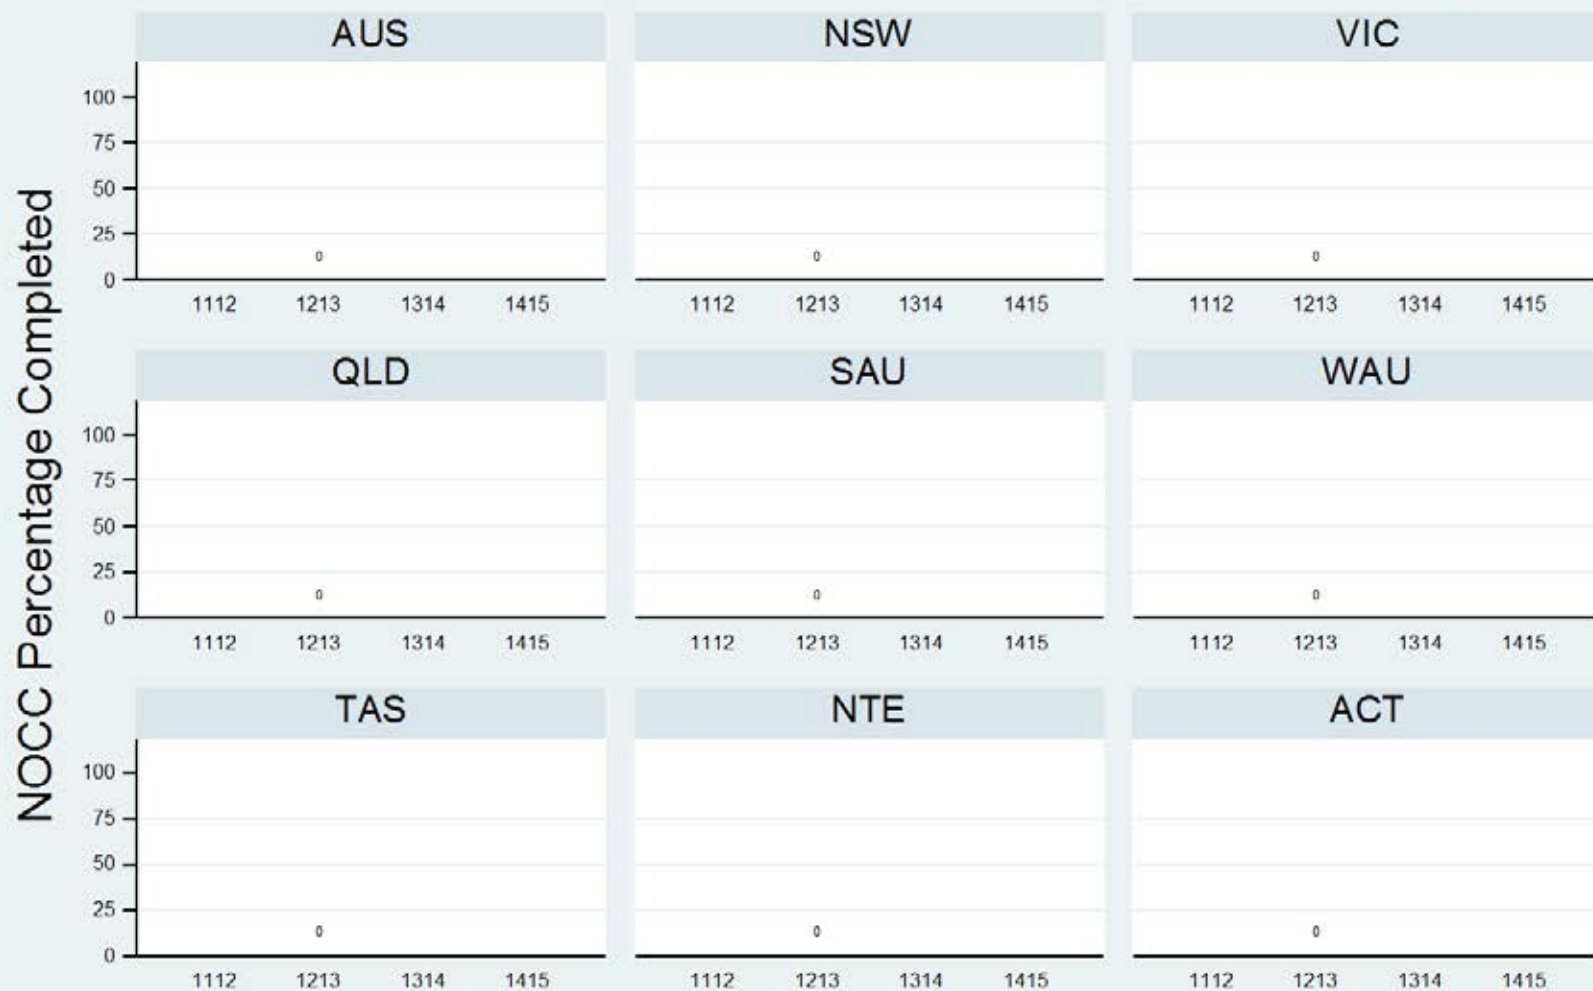 NOCC Percentage Completed
AUS NSW VIC
100
75
50
25
0 0 0
0
1112 1213 1314 1415 1112 1213 1314 1415 1112 1213 1314 1415
QLD SAU WAU
100
75
50
25
0 0 0
0
1112 1213 1314 1415 1112 1213 1314 1415 1112 1213 1314 1415
TAS NTE ACT
100
75
50
25
0 0 0
0
1112 1213 1314 1415 1112 1213 1314 1415 1112 1213 1314 1415